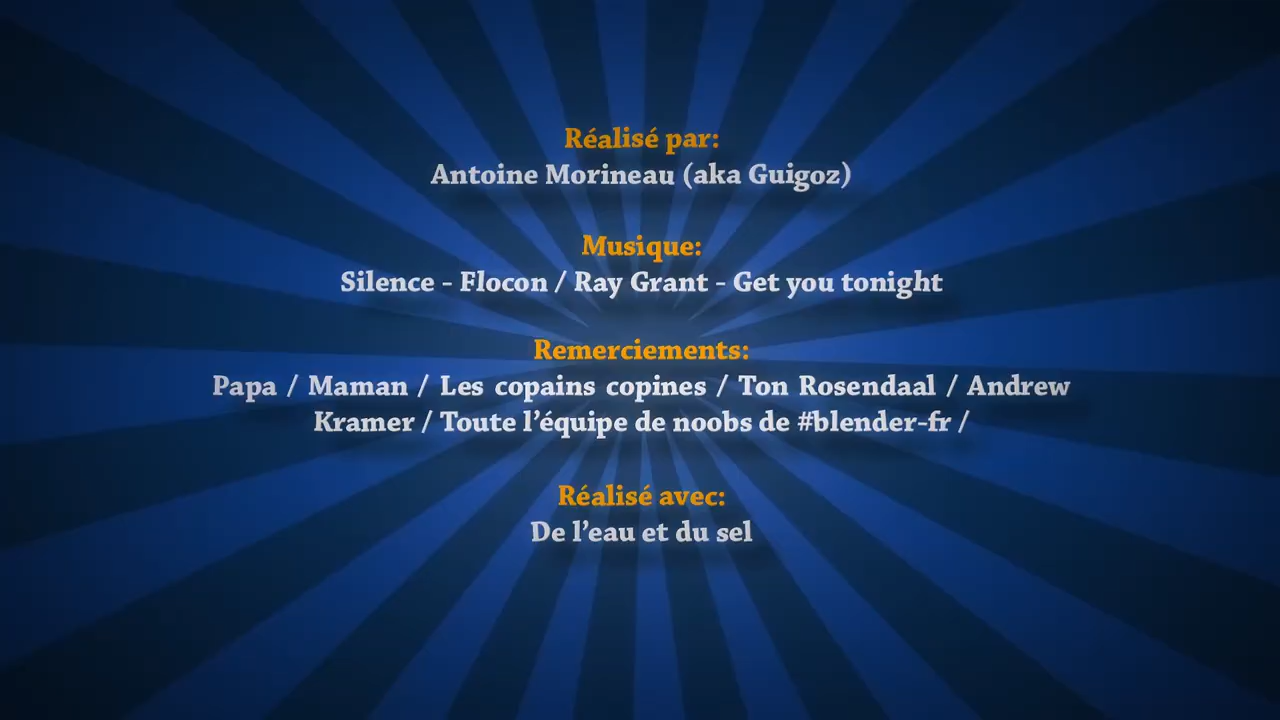 Réalisé par:
Antoine Morineau (aka Guigoz)
Musique:
Silence - Flocon / Ray Grant - Get you tonight
Remerciements:
Papa / Maman / Les copains copines / Ton Rosendaal / Andrew
Kramer / Toute l’équipe de noobs de #blender-fr /
Réalisé avec:
De l’eau et du sel